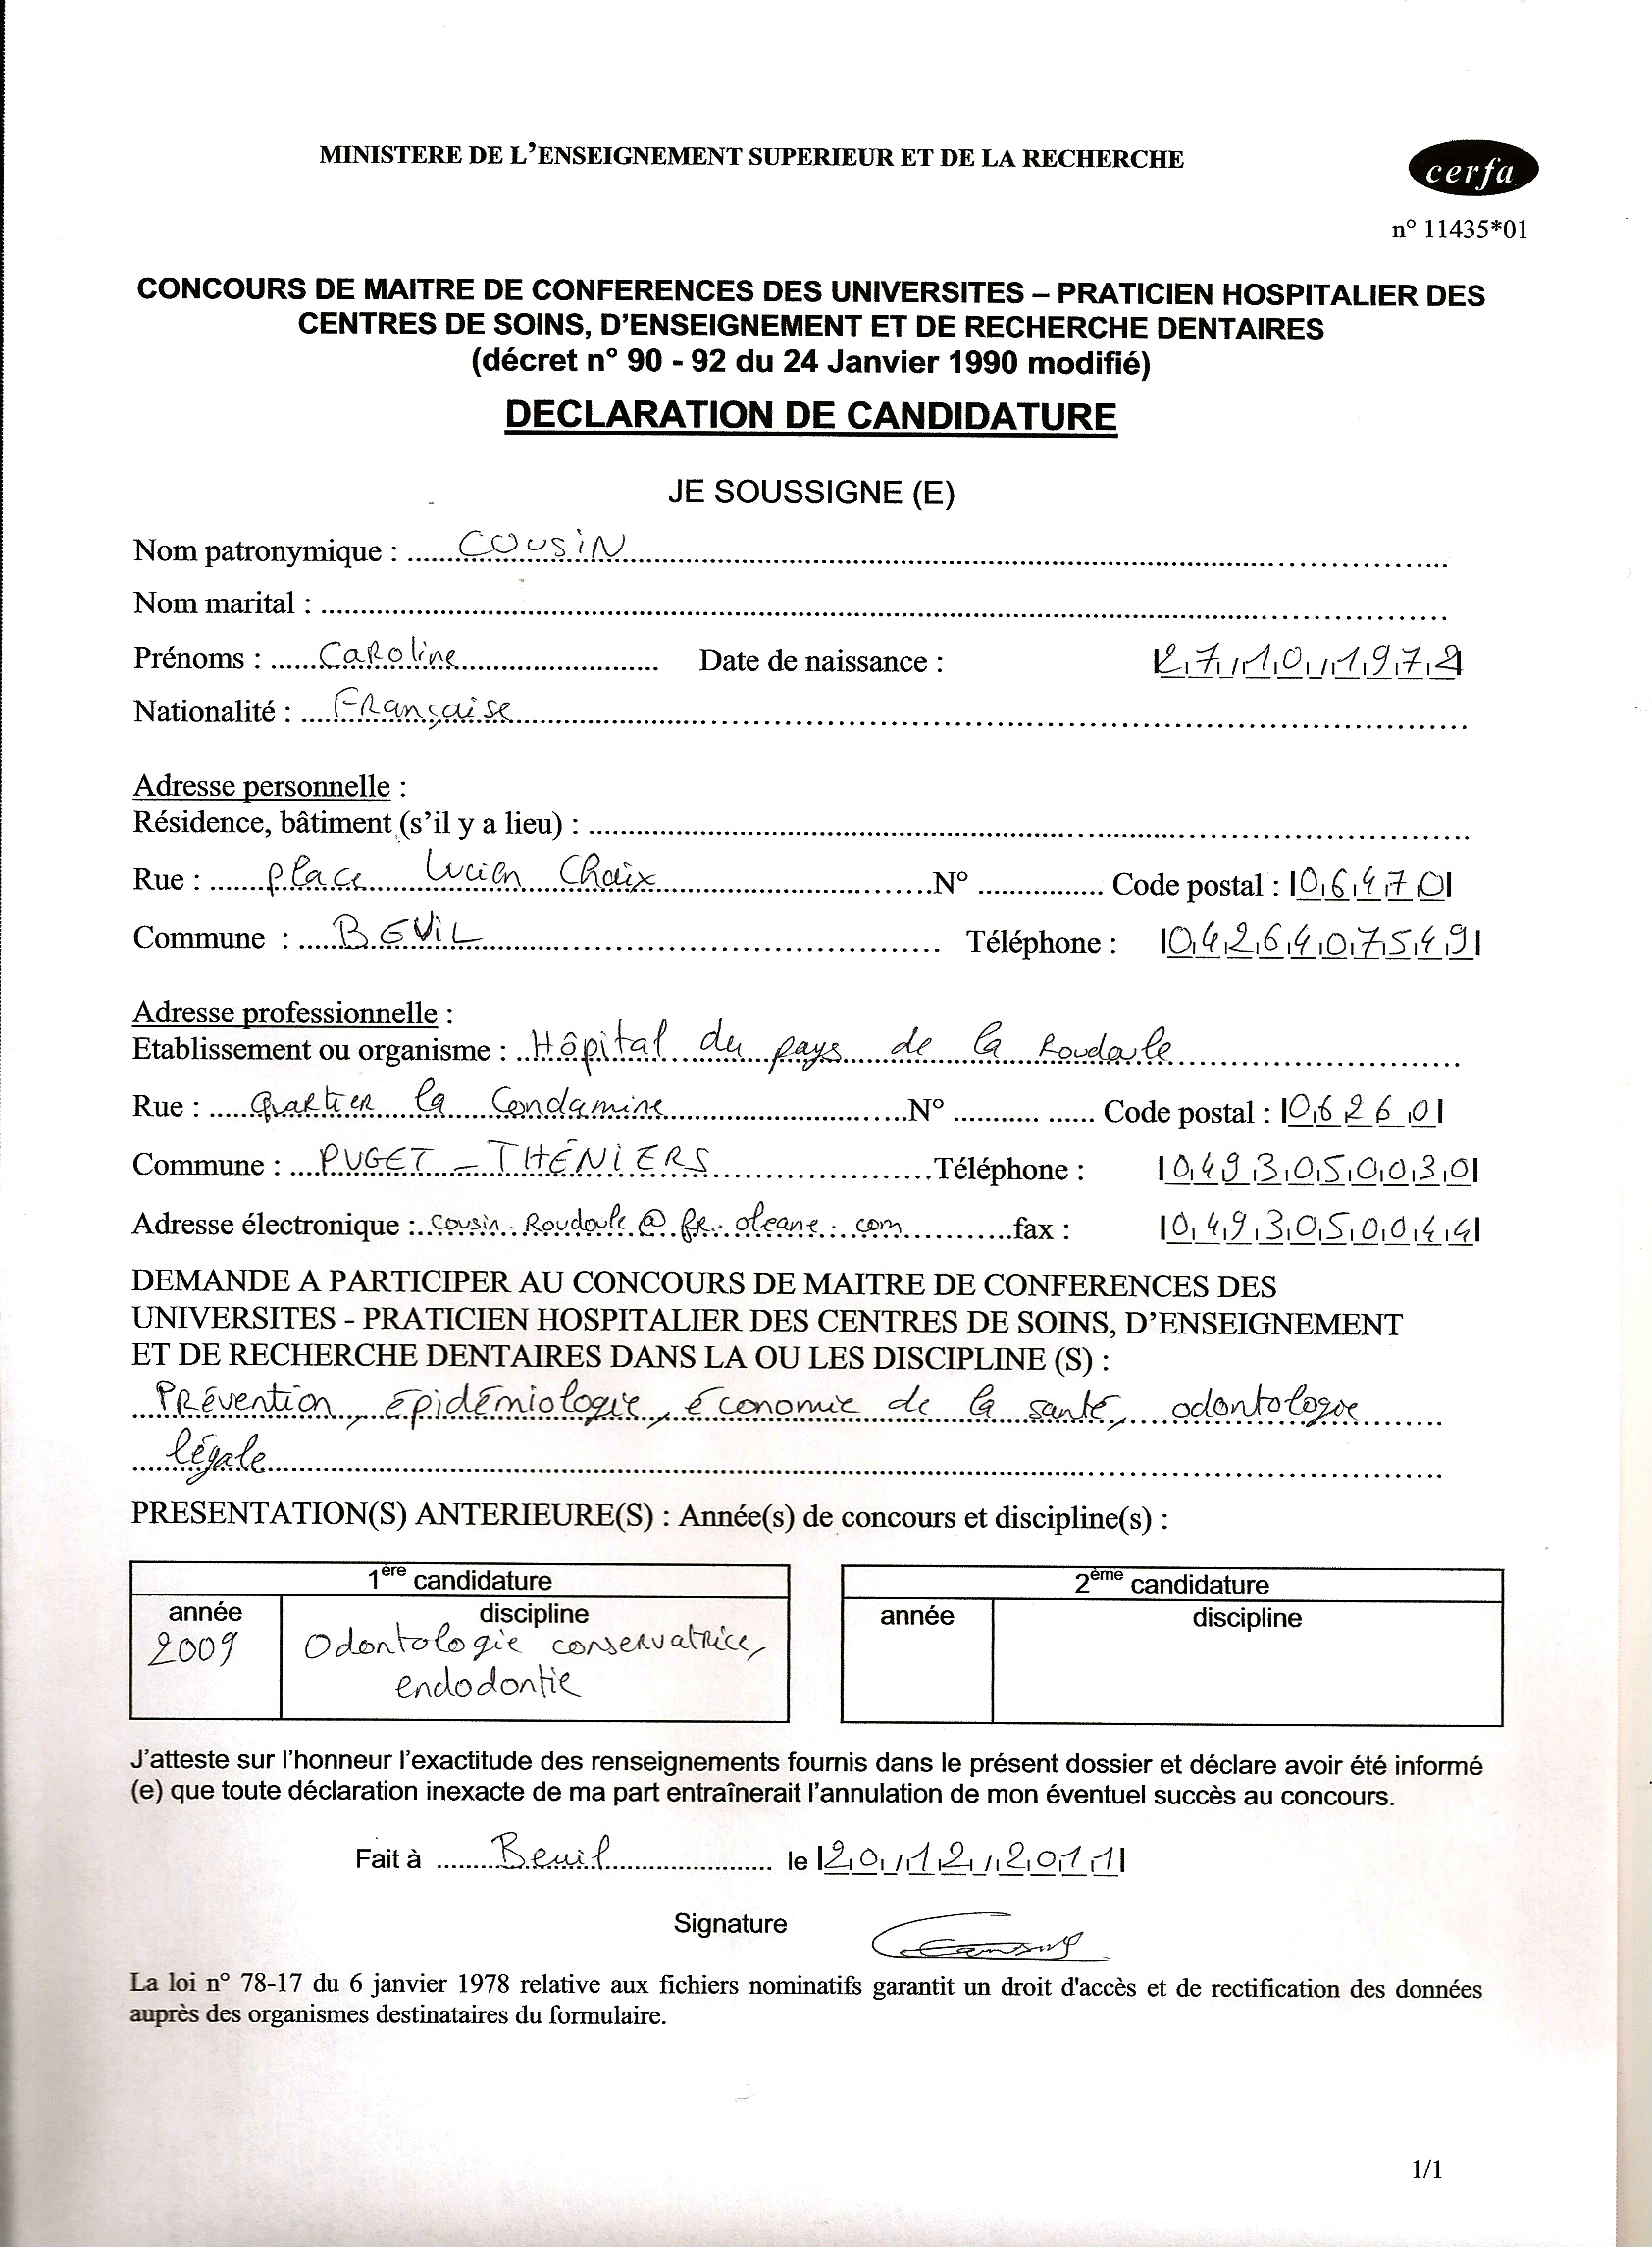 MINISTERE DE L'ENSEIGNEMENT SUPERIEUR ET DE LA RECHERCHE
cerfa
n° 11435*01
CONCOURS DE MAITRE DE CONFERENCES DES UNIVERSITES – PRATICIEN HOSPITALIER DES
CENTRES DE SOINS, D'ENSEIGNEMENT ET DE RECHERCHE DENTAIRES
(décret n° 90 - 92 du 24 Janvier 1990 modifié)
DECLARATION DE CANDIDATURE
JE SOUSSIGNE (E)
Nom patronymique : COUSIN
Nom marital :
Prénoms : Caroline Date de naissance : 27/10/1972
Nationalité : Française
Adresse personnelle :
Résidence, bâtiment (s'il y a lieu) :
Rue : place Lucien Chaix N° Code postal : 06470
Commune : BEUIL Téléphone : 0426407549
Adresse professionnelle :
Etablissement ou organisme : Hôpital du pays de la Roudoule
Rue : Quartier la Condamine N° Code postal : 06260
Commune : PUGET-THÉNIERS Téléphone : 0493050030
Adresse électronique : cousin.roudoule@fr.oleane.com fax : 0493050044
DEMANDE A PARTICIPER AU CONCOURS DE MAITRE DE CONFERENCES DES
UNIVERSITES - PRATICIEN HOSPITALIER DES CENTRES DE SOINS, D'ENSEIGNEMENT
ET DE RECHERCHE DENTAIRES DANS LA OU LES DISCIPLINE (S) :
Prévention, épidémiologie, économie de la santé, odontologie
légale
PRESENTATION(S) ANTERIEURE(S) : Année(s) de concours et discipline(s) :
1ère candidature 2ème candidature
année discipline année discipline
2009 Odontologie conservatrice,
endodontie
J'atteste sur l'honneur l'exactitude des renseignements fournis dans le présent dossier et déclare avoir été informé
(e) que toute déclaration inexacte de ma part entraînerait l'annulation de mon éventuel succès au concours.
Fait à Beuil le 20/12/2011
Signature
La loi n° 78-17 du 6 janvier 1978 relative aux fichiers nominatifs garantit un droit d'accès et de rectification des données
auprès des organismes destinataires du formulaire.
1/1